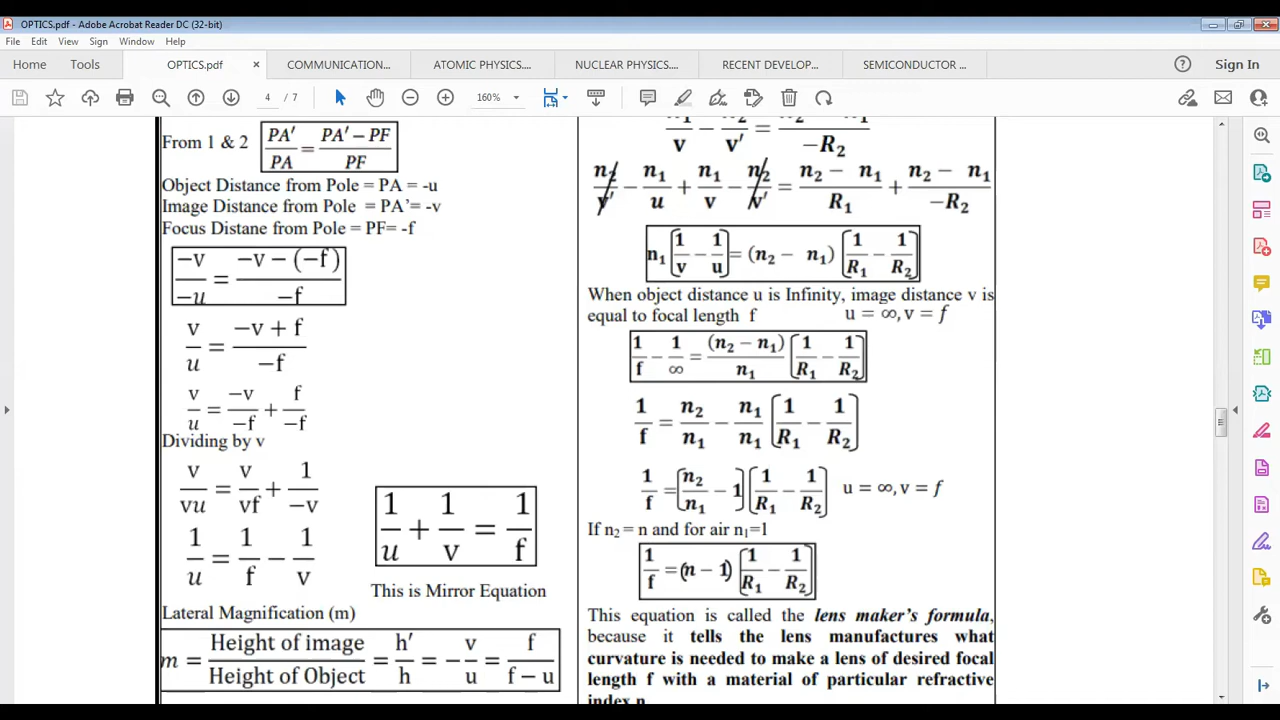 OPTICS.pdf - Adobe Acrobat Reader DC (32-bit)
File Edit View Sign Window Help
Home Tools OPTICS.pdf × COMMUNICATION... ATOMIC PHYSICS.... NUCLEAR PHYSICS.... RECENT DEVELOP... SEMICONDUCTOR ... Sign In
4 / 7 160%
From 1 & 2 PA′/PA = (PA′ − PF)/PF
Object Distance from Pole = PA = -u
Image Distance from Pole = PA’= -v
Focus Distane from Pole = PF= -f
−v/−u = (−v − (−f))/−f
v/u = (−v + f)/−f
v/u = −v/−f + f/−f
Dividing by v
v/vu = v/vf + 1/−v
1/u = 1/f − 1/v
1/u + 1/v = 1/f
This is Mirror Equation
Lateral Magnification (m)
m = Height of image/Height of Object = h′/h = − v/u = f/(f − u)
n₁/v − n₂/v′ = n₂ − n₁/−R₂
n₂/v′ − n₁/u + n₁/v − n₂/v′ = (n₂ − n₁)/R₁ + (n₂ − n₁)/−R₂
n₁ [1/v − 1/u] = (n₂ − n₁) [1/R₁ − 1/R₂]
When object distance u is Infinity, image distance v is
equal to focal length f u = ∞, v = f
1/f − 1/∞ = (n₂ − n₁)/n₁ [1/R₁ − 1/R₂]
1/f = n₂/n₁ − n₁/n₁ [1/R₁ − 1/R₂]
1/f = [n₂/n₁ − 1] [1/R₁ − 1/R₂] u = ∞, v = f
If n₂ = n and for air n₁=1
1/f = (n − 1) [1/R₁ − 1/R₂]
This equation is called the lens maker’s formula,
because it tells the lens manufactures what
curvature is needed to make a lens of desired focal
length f with a material of particular refractive
index n